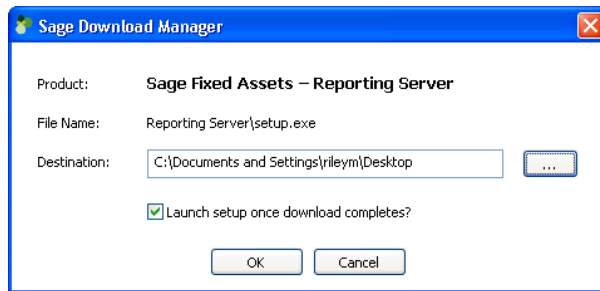 Sage Download Manager
Product: Sage Fixed Assets – Reporting Server
File Name: Reporting Server\setup.exe
Destination: C:\Documents and Settings\rileym\Desktop ...
Launch setup once download completes?
OK Cancel